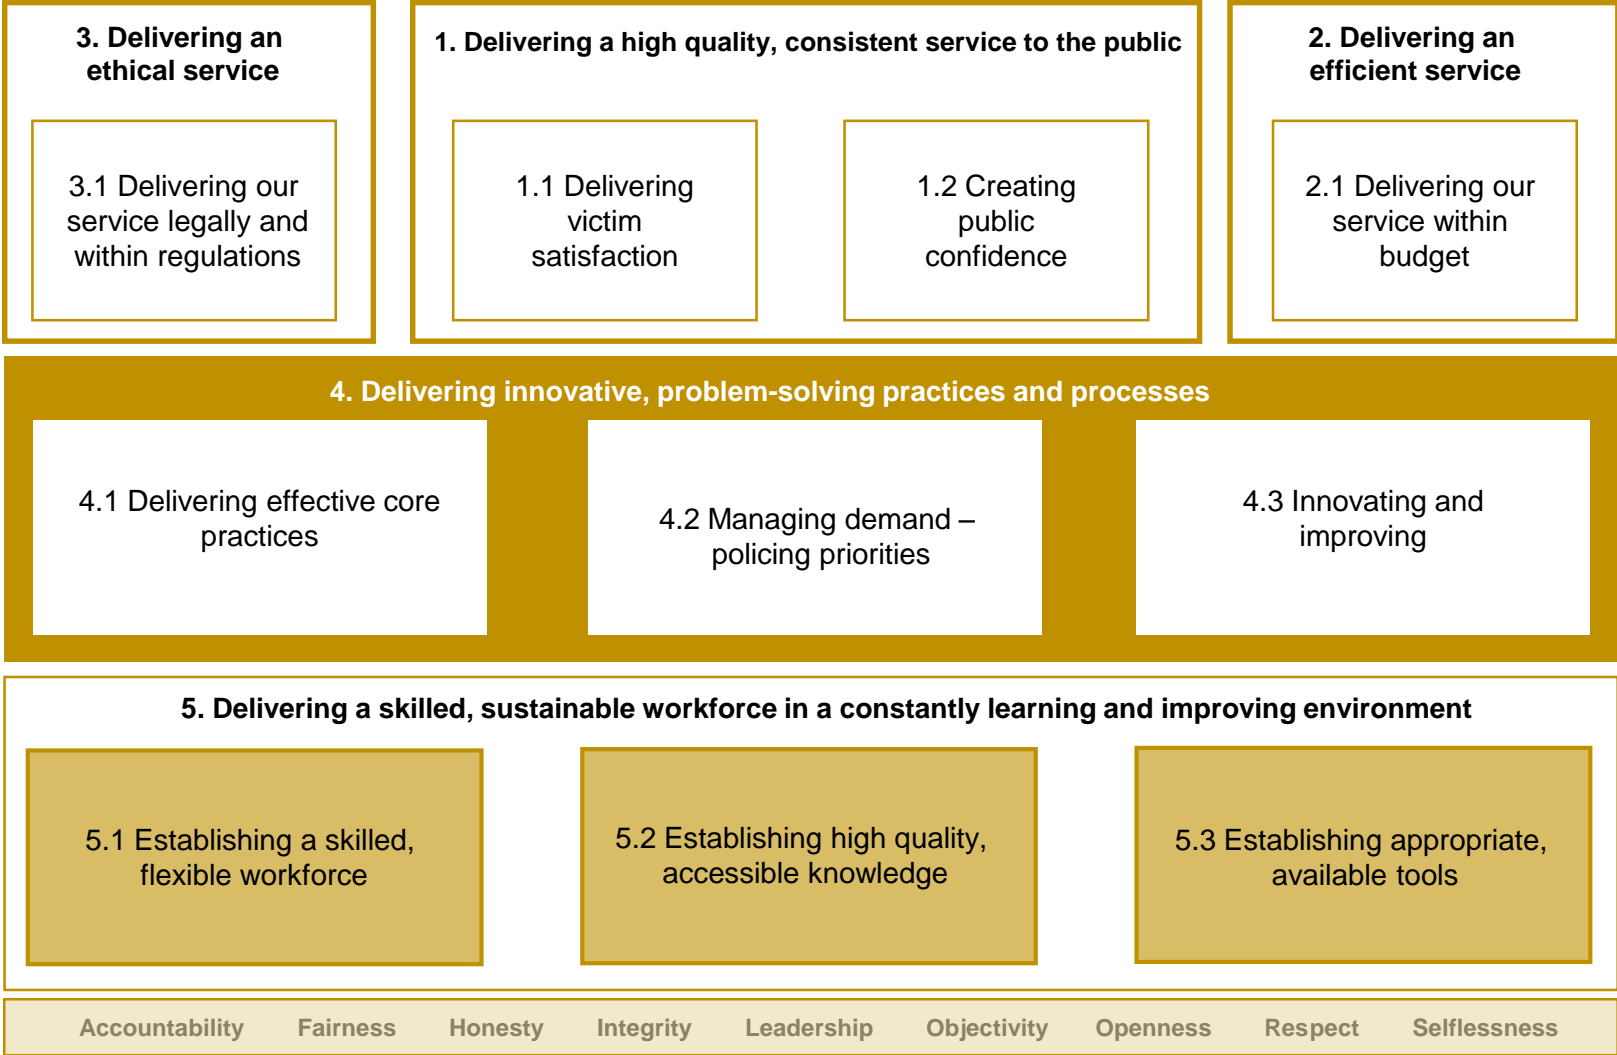 3. Delivering an
ethical service
3.1 Delivering our
service legally and
within regulations
1. Delivering a high quality, consistent service to the public
1.1 Delivering
victim
satisfaction
1.2 Creating
public
confidence
2. Delivering an
efficient service
2.1 Delivering our
service within
budget
4. Delivering innovative, problem-solving practices and processes
4.1 Delivering effective core
practices
4.2 Managing demand –
policing priorities
4.3 Innovating and
improving
5. Delivering a skilled, sustainable workforce in a constantly learning and improving environment
5.1 Establishing a skilled,
flexible workforce
5.2 Establishing high quality,
accessible knowledge
5.3 Establishing appropriate,
available tools
Accountability Fairness Honesty Integrity Leadership Objectivity Openness Respect Selflessness